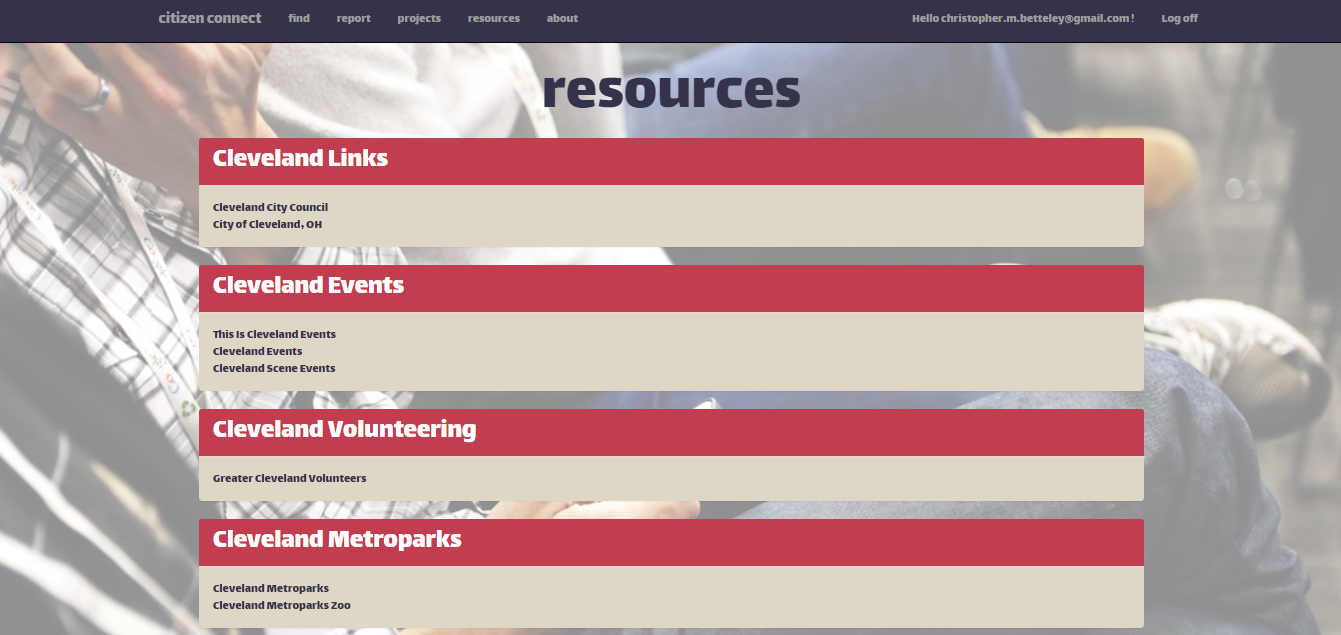 citizen connect find report projects resources about Hello christopher.m.betteley@gmail.com! Log off
resources
Cleveland Links
Cleveland City Council
City of Cleveland, OH
Cleveland Events
This Is Cleveland Events
Cleveland Events
Cleveland Scene Events
Cleveland Volunteering
Greater Cleveland Volunteers
Cleveland Metroparks
Cleveland Metroparks
Cleveland Metroparks Zoo